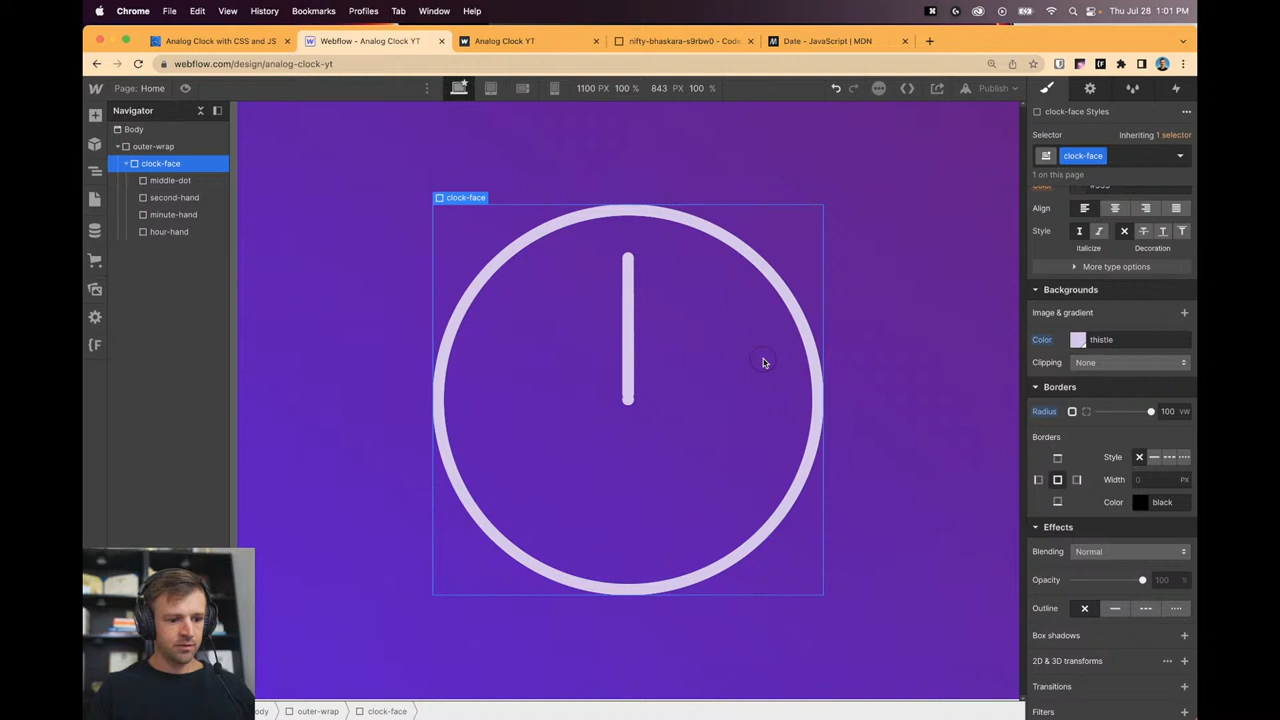 Chrome File Edit View History Bookmarks Profiles Tab Window Help Thu Jul 28 1:01 PM
Analog Clock with CSS and JS Webflow - Analog Clock YT Analog Clock YT nifty-bhaskara-s9rbw0 - Code Date - JavaScript | MDN
webflow.com/design/analog-clock-yt
Page: Home 1100 PX 100 % 843 PX 100 % Publish
Navigator
Body
outer-wrap
clock-face
middle-dot
second-hand
minute-hand
hour-hand
clock-face
clock-face Styles
Selector Inheriting 1 selector
clock-face
1 on this page
Align
Style
Italicize Decoration
More type options
Backgrounds
Image & gradient
Color thistle
Clipping None
Borders
Radius 100 VW
Borders
Style
Width 0 PX
Color black
Effects
Blending Normal
Opacity 100 %
Outline
Box shadows
2D & 3D transforms
Transitions
Filters
ody outer-wrap clock-face